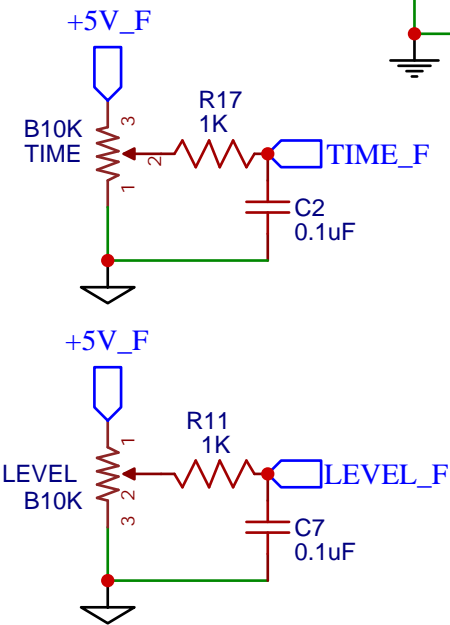 +5V_F
R17
1K
B10K
TIME
3
2
1
TIME_F
C2
0.1uF
+5V_F
R11
1K
LEVEL
B10K
1
2
3
LEVEL_F
C7
0.1uF